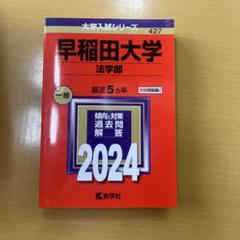 大学入試シリーズ
427
早稲田大学
法学部
最近5カ年
一般
傾向と対策
過去問
解答
2024
教学社